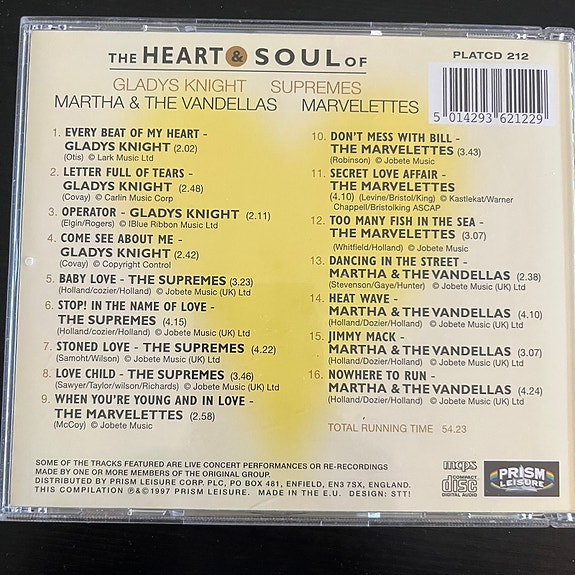 THE HEART & SOUL OF
PLATCD 212
GLADYS KNIGHT SUPREMES
MARTHA & THE VANDELLAS MARVELETTES
5 014293 621229
1. EVERY BEAT OF MY HEART -
GLADYS KNIGHT (2.02)
(Otis) © Lark Music Ltd
2. LETTER FULL OF TEARS -
GLADYS KNIGHT (2.48)
(Covay) © Carlin Music Corp
3. OPERATOR - GLADYS KNIGHT (2.11)
(Elgin/Rogers) © IBlue Ribbon Music Ltd
4. COME SEE ABOUT ME -
GLADYS KNIGHT (2.42)
(Covay) © Copyright Control
5. BABY LOVE - THE SUPREMES (3.23)
(Holland/cozier/Holland) © Jobete Music (UK) Ltd
6. STOP! IN THE NAME OF LOVE -
THE SUPREMES (4.15)
(Holland/cozier/Holland) © Jobete Music (UK) Ltd
7. STONED LOVE - THE SUPREMES (4.22)
(Samoht/Wilson) © Jobete Music (UK) Ltd
8. LOVE CHILD - THE SUPREMES (3.46)
(Sawyer/Taylor/wilson/Richards) © Jobete Music (UK) Ltd
9. WHEN YOU'RE YOUNG AND IN LOVE -
THE MARVELETTES (2.58)
(McCoy) © Jobete Music
10. DON'T MESS WITH BILL -
THE MARVELETTES (3.43)
(Robinson) © Jobete Music
11. SECRET LOVE AFFAIR -
THE MARVELETTES
(4.10) (Levine/Bristol/King) © Kastlekat/Warner
Chappell/Bristolking ASCAP
12. TOO MANY FISH IN THE SEA -
THE MARVELETTES (3.07)
(Whitfield/Holland) © Jobete Music
13. DANCING IN THE STREET -
MARTHA & THE VANDELLAS (2.38)
(Stevenson/Gaye/Hunter) © Jobete Music (UK) Ltd
14. HEAT WAVE -
MARTHA & THE VANDELLAS (4.10)
(Holland/Dozier/Holland) © Jobete Music (UK) Ltd
15. JIMMY MACK -
MARTHA & THE VANDELLAS (3.07)
(Holland/Dozier/Holland) © Jobete Music (UK) Ltd
16. NOWHERE TO RUN -
MARTHA & THE VANDELLAS (4.24)
(Holland/Dozier/Holland) © Jobete Music (UK) Ltd
TOTAL RUNNING TIME 54.23
SOME OF THE TRACKS FEATURED ARE LIVE CONCERT PERFORMANCES OR RE-RECORDINGS
MADE BY ONE OR MORE MEMBERS OF THE ORIGINAL GROUP.
DISTRIBUTED BY PRISM LEISURE CORP. PLC, PO BOX 481, ENFIELD, EN3 7SX, ENGLAND.
THIS COMPILATION ℗&© 1997 PRISM LEISURE. MADE IN THE E.U. DESIGN: STT!
mcps
COMPACT
disc
DIGITAL AUDIO
PRISM
LEISURE